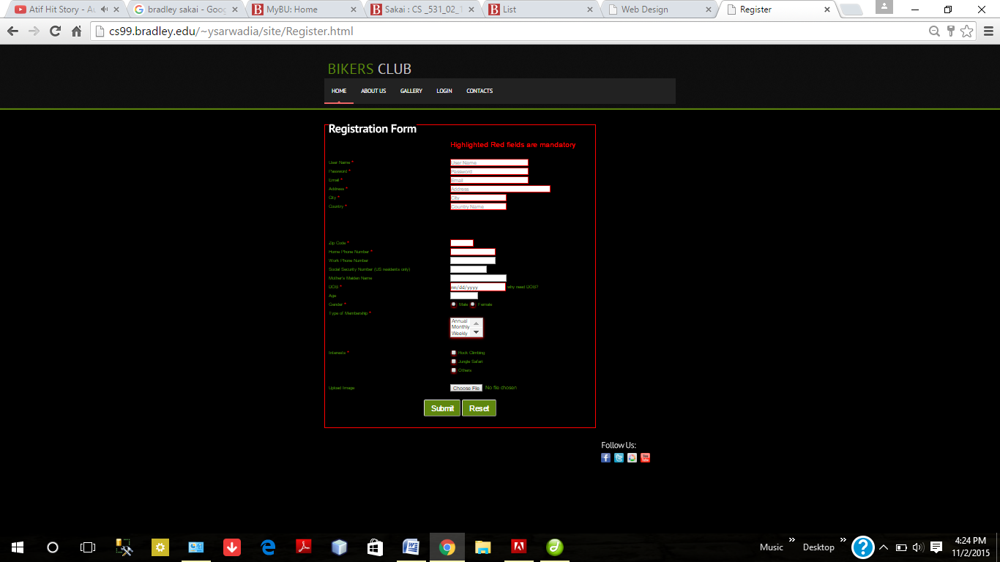 Atif Hit Story - Au
bradley sakai - Goog
MyBU: Home
Sakai : CS _531_02_1
List
Web Design
Register
cs99.bradley.edu/~ysarwadia/site/Register.html
BIKERS CLUB
HOME ABOUT US GALLERY LOGIN CONTACTS
Registration Form
Highlighted Red fields are mandatory
User Name * User Name
Password * Password
Email * Email
Address * Address
City * City
Country * Country Name
Zip Code *
Home Phone Number *
Work Phone Number
Social Security Number (US residents only)
Mother's Maiden Name
DOB * mm/dd/yyyy why need DOB?
Age
Gender * Male Female
Type of Membership *
Annual
Monthly
Weekly
Interests * Rock Climbing
Jungle Safari
Others
Upload Image Choose File No file chosen
Submit Reset
Follow Us:
Music Desktop
4:24 PM
11/2/2015